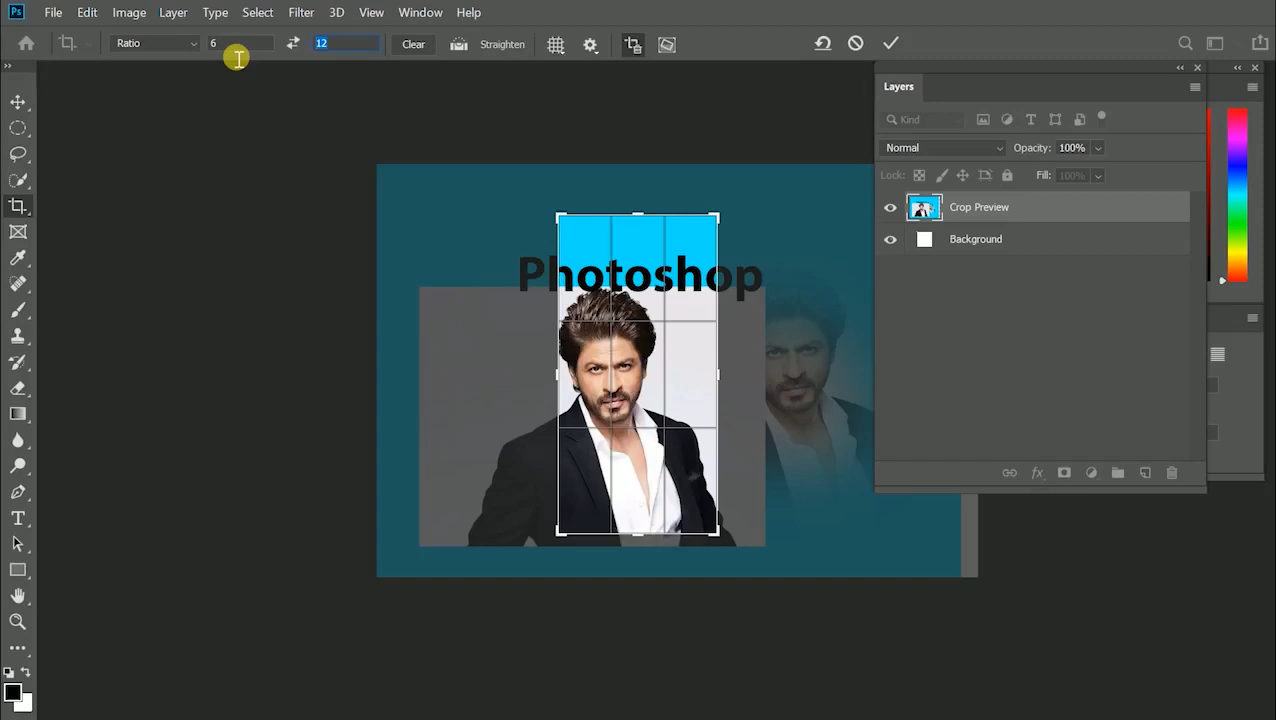 Ps File Edit Image Layer Type Select Filter 3D View Window Help
Ratio 6 12 Clear Straighten
Layers
Kind
Normal Opacity: 100%
Lock: Fill: 100%
Crop Preview
Background
Photoshop